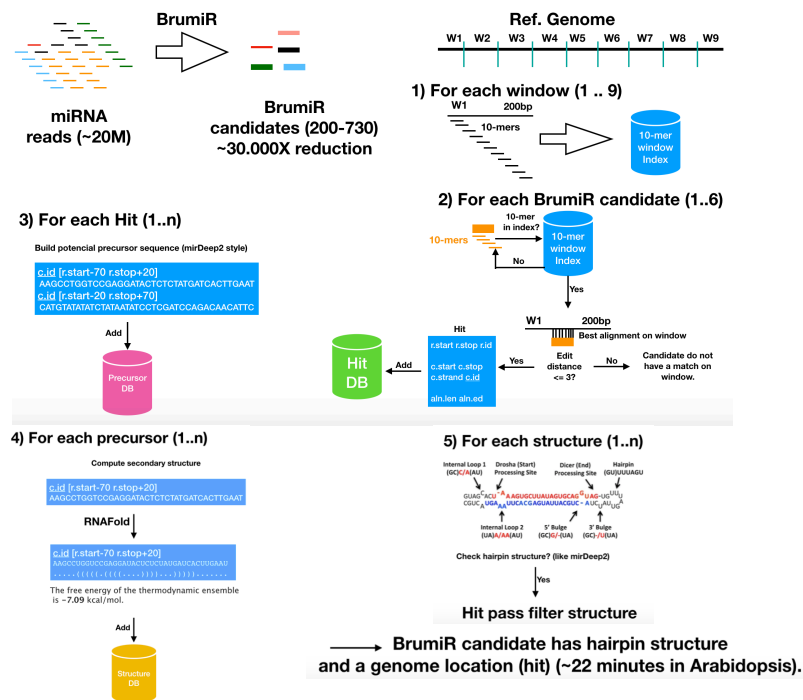 BrumiR
miRNA
reads (~20M)
BrumiR
candidates (200-730)
~30.000X reduction
Ref. Genome
W1 W2 W3 W4 W5 W6 W7 W8 W9
1) For each window (1 .. 9)
W1 200bp
10-mers
10-mer
window
Index
2) For each BrumiR candidate (1..6)
10-mers
10-mer
in index?
No
10-mer
window
Index
Yes
W1 200bp
Best alignment on window
Edit
distance
<= 3?
No
Candidate do not
have a match on
window.
Yes
Hit
r.start r.stop r.id
c.start c.stop
c.strand c.id
aln.len aln.ed
Add
Hit
DB
3) For each Hit (1..n)
Build potencial precursor sequence (mirDeep2 style)
c.id [r.start-70 r.stop+20]
AAGCCTGGTCCGAGGATACTCTCTATGATCACTTGAAT
c.id [r.start-20 r.stop+70]
CATGTATATATCTATAATATCCTCGATCCAGACAACATTC
Add
Precursor
DB
4) For each precursor (1..n)
Compute secondary structure
c.id [r.start-70 r.stop+20]
AAGCCTGGTCCGAGGATACTCTCTATGATCACTTGAAT
RNAFold
c.id [r.start-70 r.stop+20]
AAGCCUGGUCCGAGGAUACUCUCUAUGAUCACUUGAAU
The free energy of the thermodynamic ensemble
is −7.09 kcal/mol.
Add
Structure
DB
5) For each structure (1..n)
Internal Loop 1
(GC)C/A(AU)
Drosha (Start)
Processing Site
Dicer (End)
Processing Site
Hairpin
(GU)UUUAGU
Internal Loop 2
(UA)A/AA(AU)
5' Bulge
(GC)G/-(UA)
3' Bulge
(GC)-/U(UA)
Check hairpin structure? (like mirDeep2)
Yes
Hit pass filter structure
BrumiR candidate has hairpin structure
and a genome location (hit) (~22 minutes in Arabidopsis).